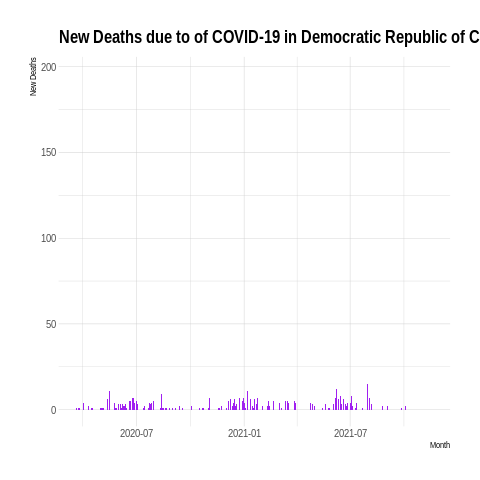 New Deaths due to of COVID-19 in Democratic Republic of C
New Deaths
200
150
100
50
0
2020-07
2021-01
2021-07
Month